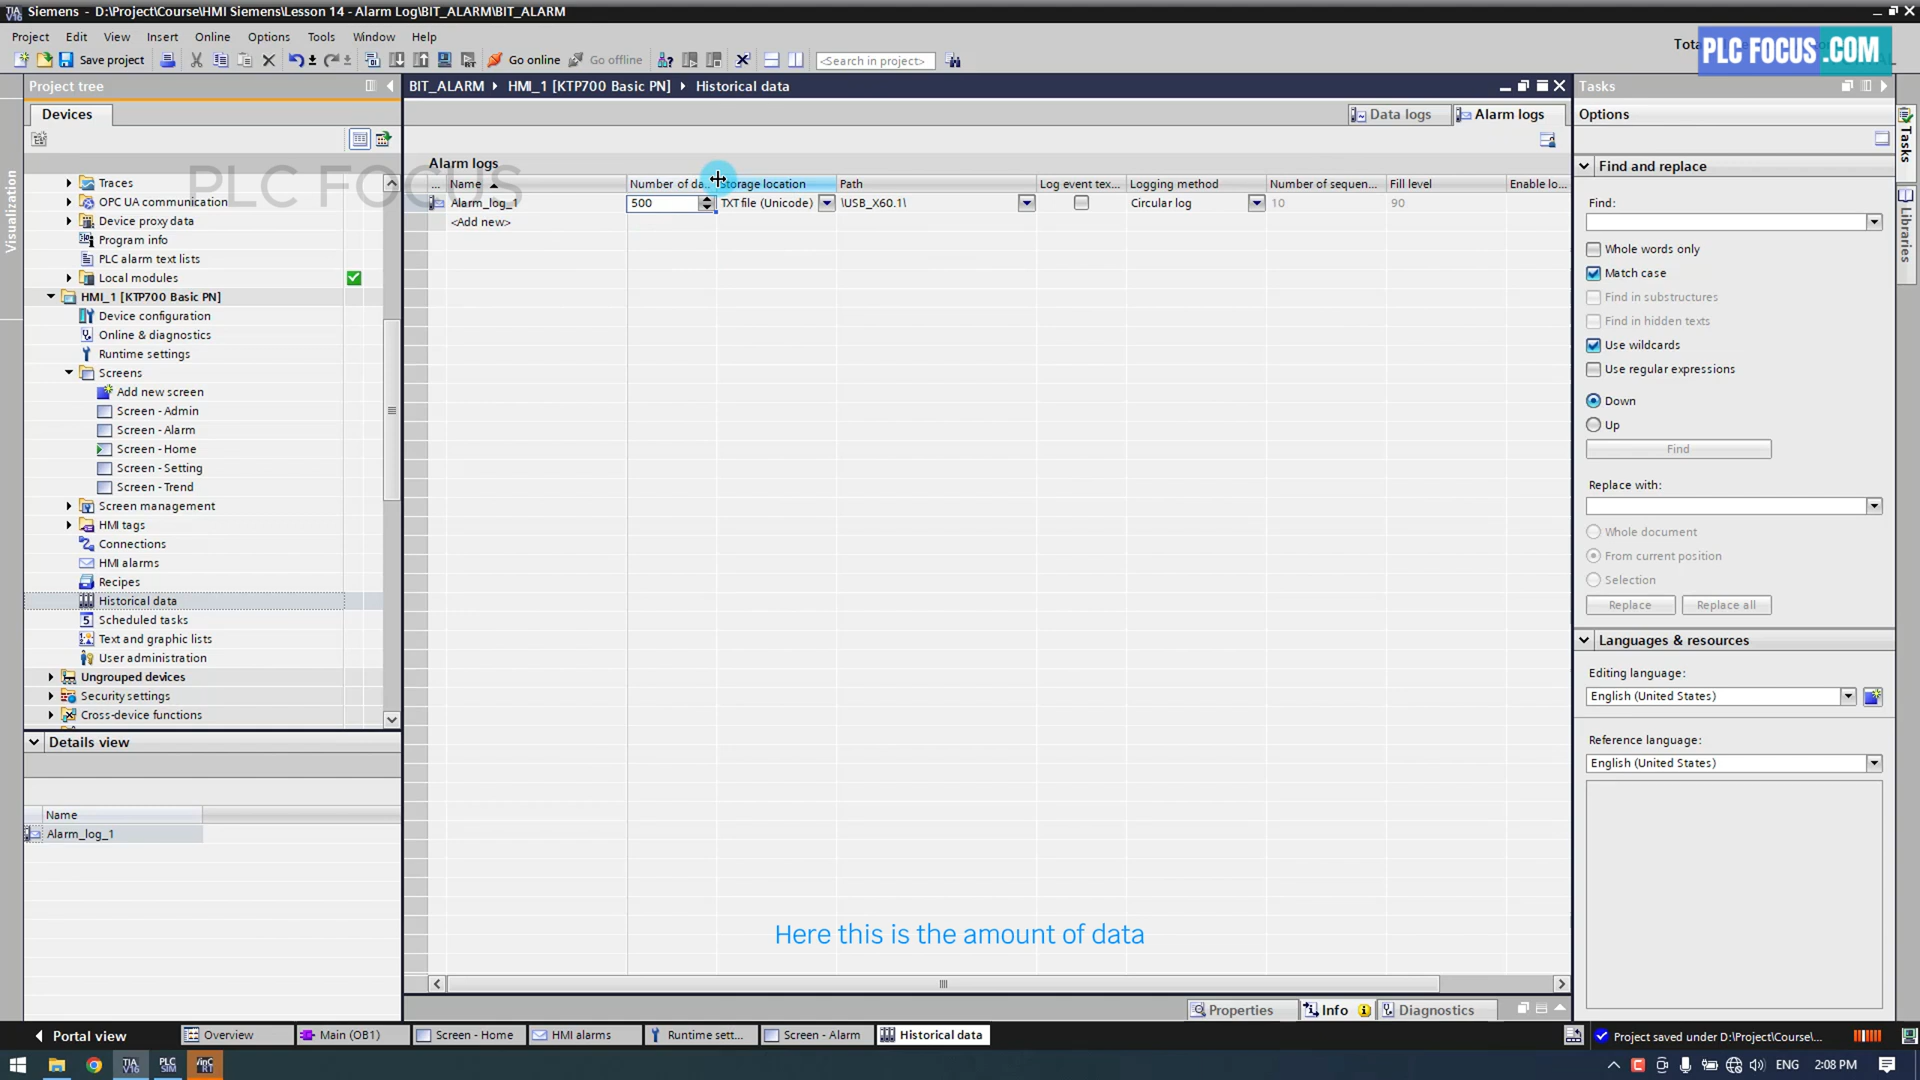 Siemens - D:\Project\Course\HMI Siemens\Lesson 14 - Alarm Log\BIT_ALARM\BIT_ALARM
Project Edit View Insert Online Options Tools Window Help
PLC FOCUS .COM
Save project
Go online
Go offline
<Search in project>
Project tree
BIT_ALARM HMI_1 [KTP700 Basic PN] Historical data
Tasks
Devices
Data logs
Alarm logs
Options
Visualization
Tasks
Libraries
PLC FOCUS
Traces
OPC UA communication
Device proxy data
Program info
PLC alarm text lists
Local modules
HMI_1 [KTP700 Basic PN]
Device configuration
Online & diagnostics
Runtime settings
Screens
Add new screen
Screen - Admin
Screen - Alarm
Screen - Home
Screen - Setting
Screen - Trend
Screen management
HMI tags
Connections
HMI alarms
Recipes
Historical data
Scheduled tasks
Text and graphic lists
User administration
Ungrouped devices
Security settings
Cross-device functions
Details view
Name
Alarm_log_1
Alarm logs
... Name Number of da... Storage location Path Log event tex... Logging method Number of sequen... Fill level Enable lo...
Alarm_log_1 500 TXT file (Unicode) \USB_X60.1\ Circular log 10 90
<Add new>
Here this is the amount of data
Properties
Info
Diagnostics
Find and replace
Find:
Whole words only
Match case
Find in substructures
Find in hidden texts
Use wildcards
Use regular expressions
Down
Up
Find
Replace with:
Whole document
From current position
Selection
Replace
Replace all
Languages & resources
Editing language:
English (United States)
Reference language:
English (United States)
Portal view
Overview
Main (OB1)
Screen - Home
HMI alarms
Runtime sett...
Screen - Alarm
Historical data
Project saved under D:\Project\Course\...
ENG 2:08 PM